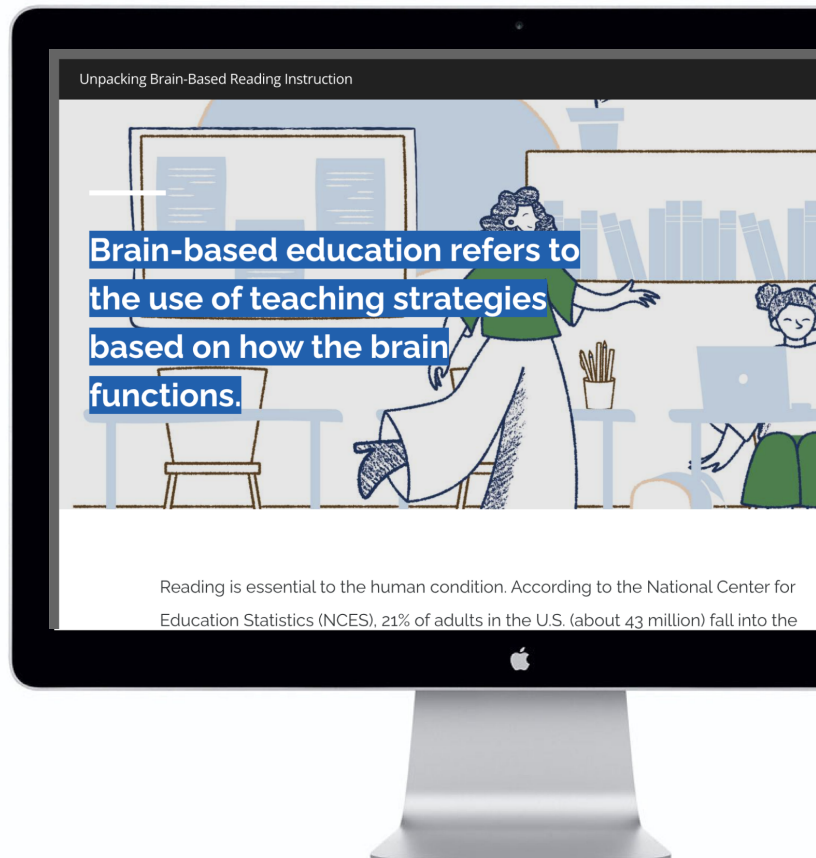 Unpacking Brain-Based Reading Instruction
Brain-based education refers to
the use of teaching strategies
based on how the brain
functions.
Reading is essential to the human condition. According to the National Center for
Education Statistics (NCES), 21% of adults in the U.S. (about 43 million) fall into the